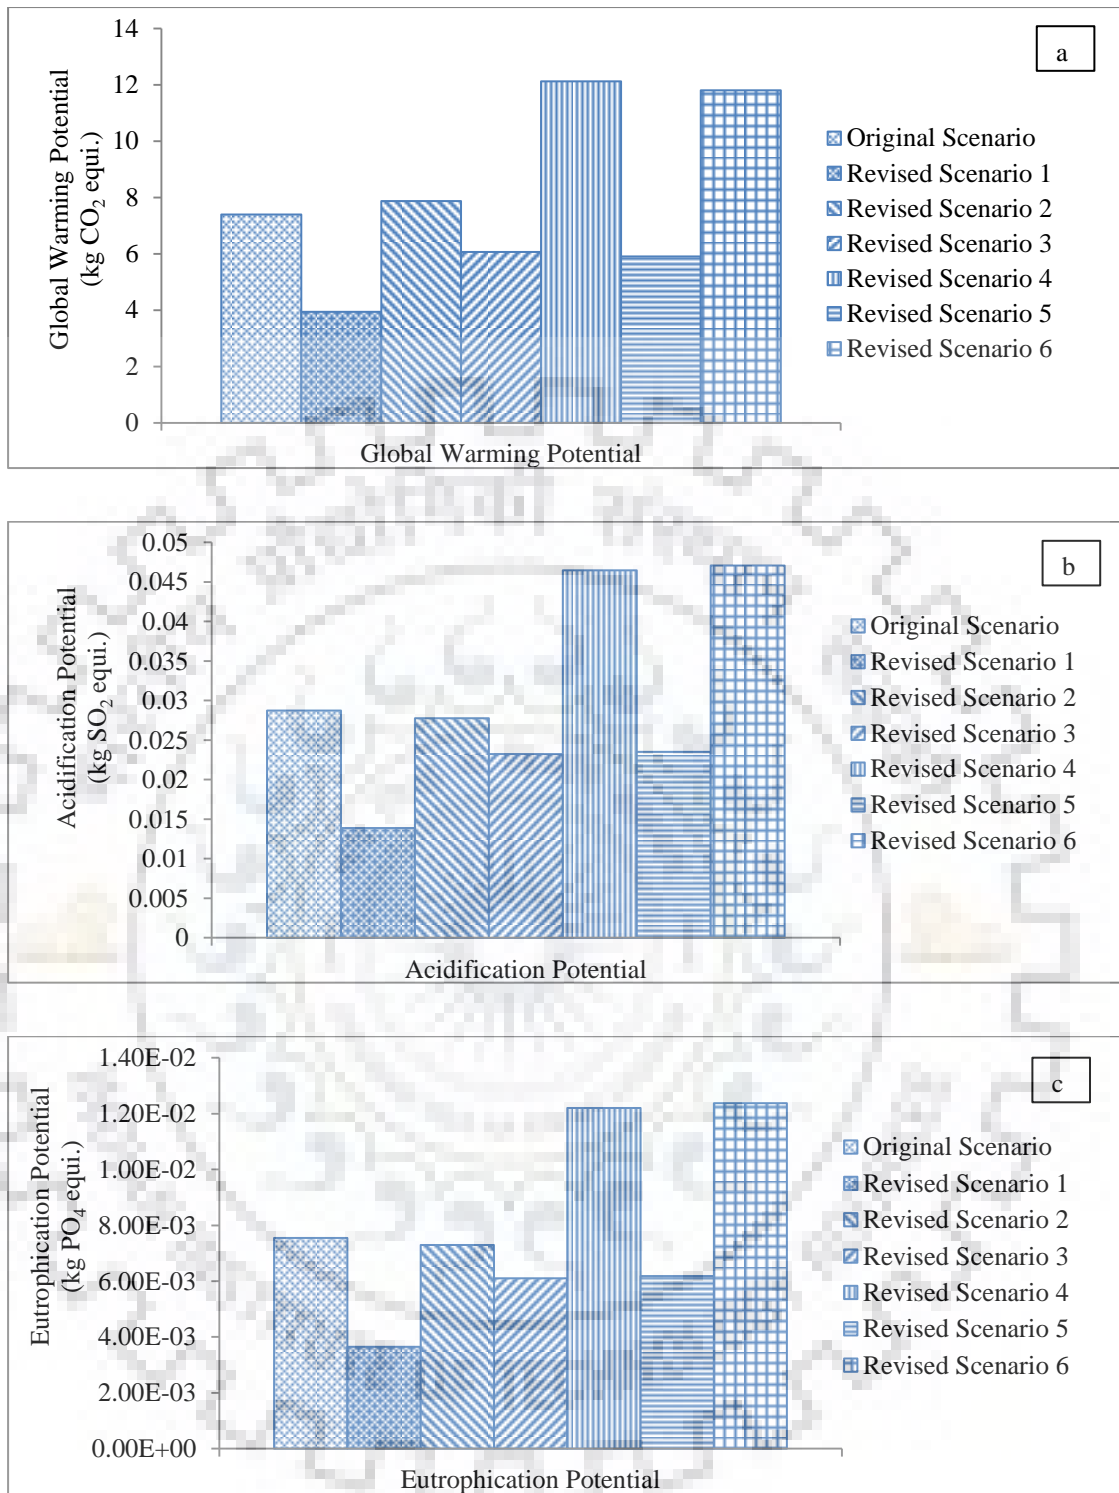 a
14
12
10
8
6
4
2
0
Global Warming Potential
(kg CO₂ equi.)
Global Warming Potential
Original Scenario
Revised Scenario 1
Revised Scenario 2
Revised Scenario 3
Revised Scenario 4
Revised Scenario 5
Revised Scenario 6
b
0.05
0.045
0.04
0.035
0.03
0.025
0.02
0.015
0.01
0.005
0
Acidification Potential
(kg SO₂ equi.)
Acidification Potential
Original Scenario
Revised Scenario 1
Revised Scenario 2
Revised Scenario 3
Revised Scenario 4
Revised Scenario 5
Revised Scenario 6
c
1.40E-02
1.20E-02
1.00E-02
8.00E-03
6.00E-03
4.00E-03
2.00E-03
0.00E+00
Eutrophication Potential
(kg PO₄ equi.)
Eutrophication Potential
Original Scenario
Revised Scenario 1
Revised Scenario 2
Revised Scenario 3
Revised Scenario 4
Revised Scenario 5
Revised Scenario 6